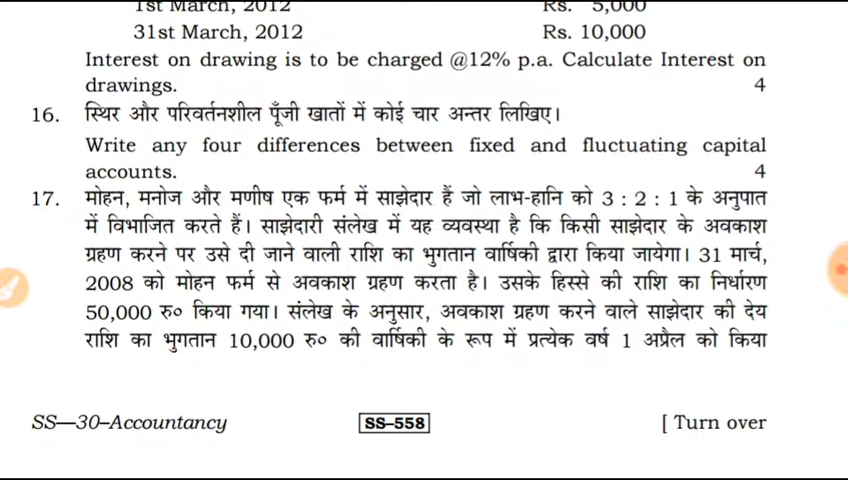 1st March, 2012 Rs. 5,000
31st March, 2012 Rs. 10,000
Interest on drawing is to be charged @12% p.a. Calculate Interest on
drawings. 4
16. स्थिर और परिवर्तनशील पूँजी खातों में कोई चार अन्तर लिखिए।
Write any four differences between fixed and fluctuating capital
accounts. 4
17. मोहन, मनोज और मणीष एक फर्म में साझेदार हैं जो लाभ-हानि को 3 : 2 : 1 के अनुपात
में विभाजित करते हैं। साझेदारी संलेख में यह व्यवस्था है कि किसी साझेदार के अवकाश
ग्रहण करने पर उसे दी जाने वाली राशि का भुगतान वार्षिकी द्वारा किया जायेगा। 31 मार्च,
2008 को मोहन फर्म से अवकाश ग्रहण करता है। उसके हिस्से की राशि का निर्धारण
50,000 रु० किया गया। संलेख के अनुसार, अवकाश ग्रहण करने वाले साझेदार की देय
राशि का भुगतान 10,000 रु० की वार्षिकी के रूप में प्रत्येक वर्ष 1 अप्रैल को किया
SS—30–Accountancy SS–558 [ Turn over